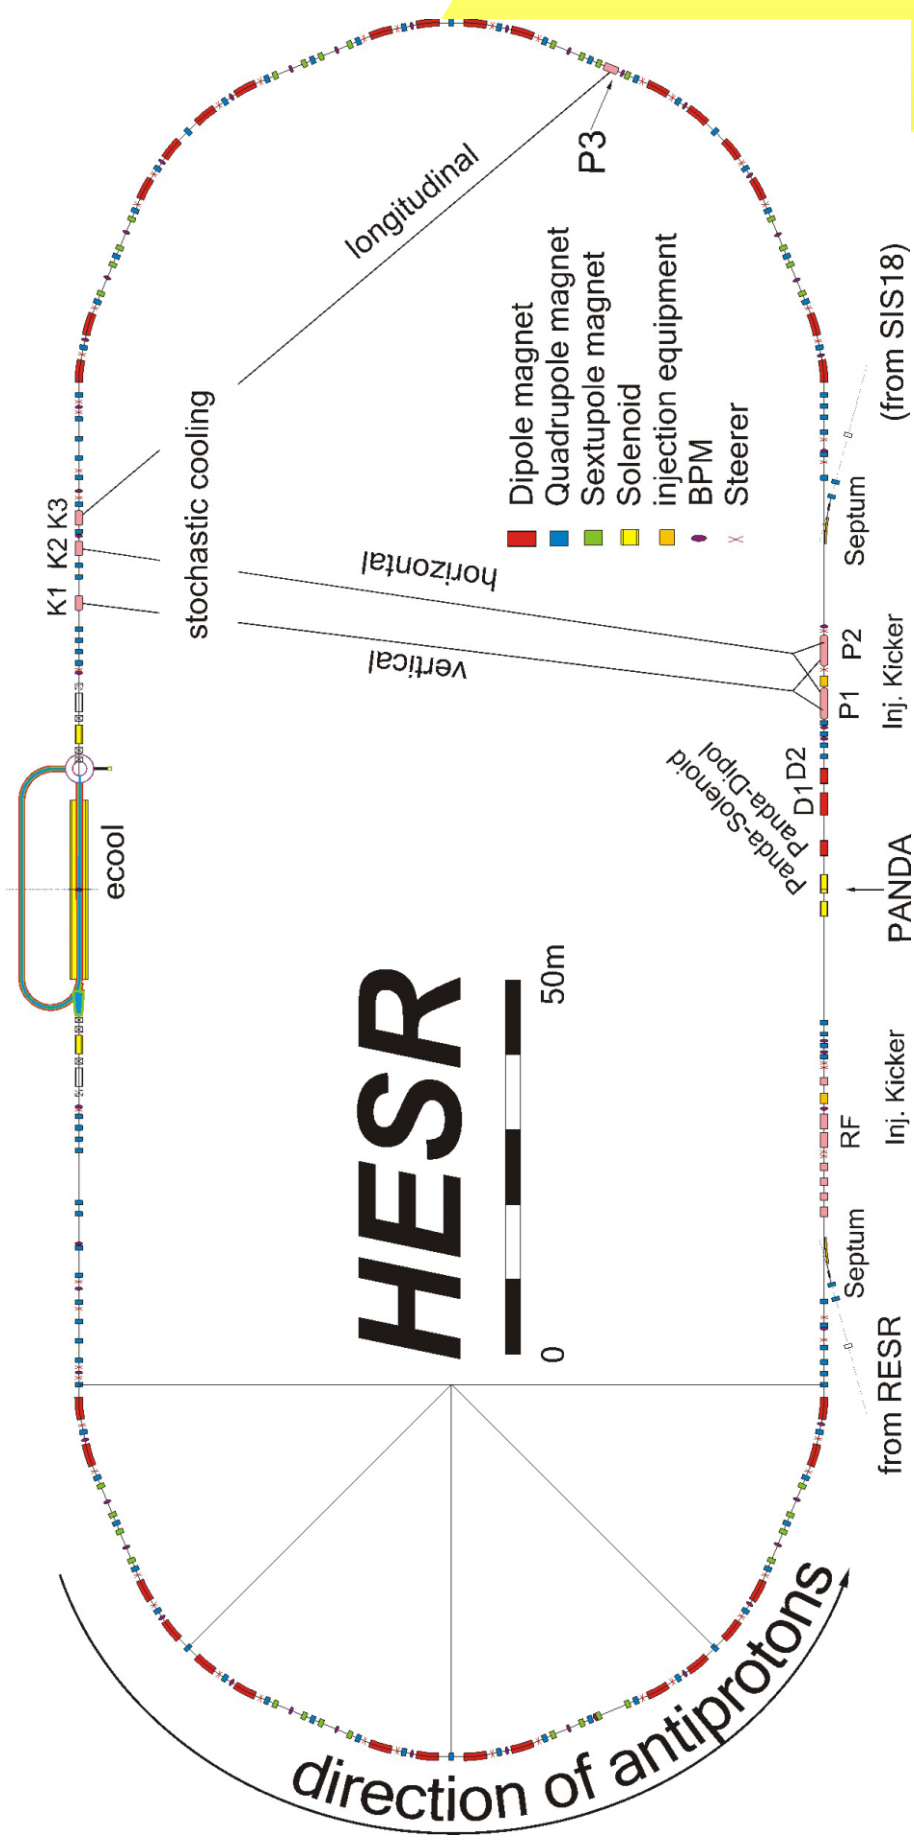 K1 K2 K3
ecool
stochastic cooling
longitudinal
P3
horizontal
vertical
HESR
0
50m
Dipole magnet
Quadrupole magnet
Sextupole magnet
Solenoid
injection equipment
BPM
Steerer
Panda-Solenoid
Panda-Dipol
D1
D2
Septum
RF
P1
P2
Septum
Inj. Kicker
Inj. Kicker
from RESR
PANDA
(from SIS18)
direction of antiprotons